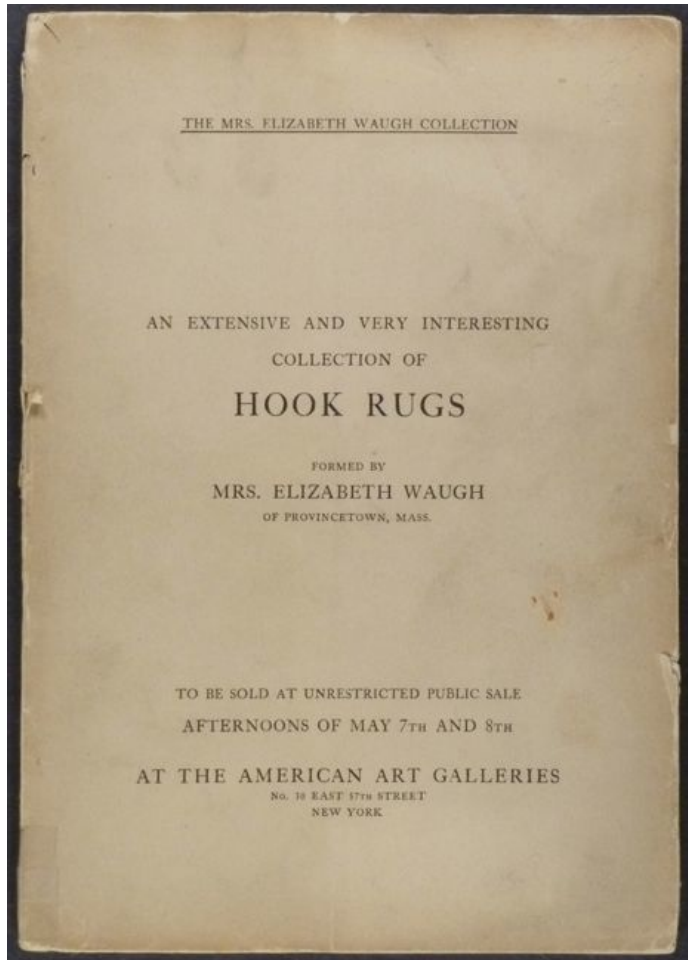 THE MRS. ELIZABETH WAUGH COLLECTION
AN EXTENSIVE AND VERY INTERESTING
COLLECTION OF
HOOK RUGS
FORMED BY
MRS. ELIZABETH WAUGH
OF PROVINCETOWN, MASS.
TO BE SOLD AT UNRESTRICTED PUBLIC SALE
AFTERNOONS OF MAY 7TH AND 8TH
AT THE AMERICAN ART GALLERIES
No. 30 EAST 57TH STREET
NEW YORK